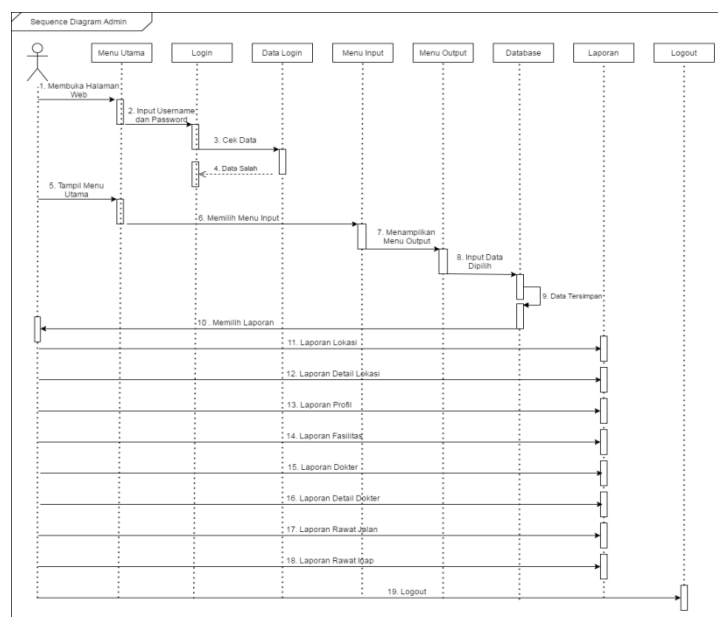 Sequence Diagram Admin
Menu Utama
Login
Data Login
Menu Input
Menu Output
Database
Laporan
Logout
1. Membuka Halaman
Web
2. Input Username
dan Password
3. Cek Data
4. Data Salah
5. Tampil Menu
Utama
6. Memilih Menu Input
7. Menampilkan
Menu Output
8. Input Data
Dipilih
9. Data Tersimpan
10 . Memilih Laporan
11. Laporan Lokasi
12. Laporan Detail Lokasi
13. Laporan Profil
14. Laporan Fasilitas
15. Laporan Dokter
16. Laporan Detail Dokter
17. Laporan Rawat Jalan
18. Laporan Rawat Inap
19. Logout